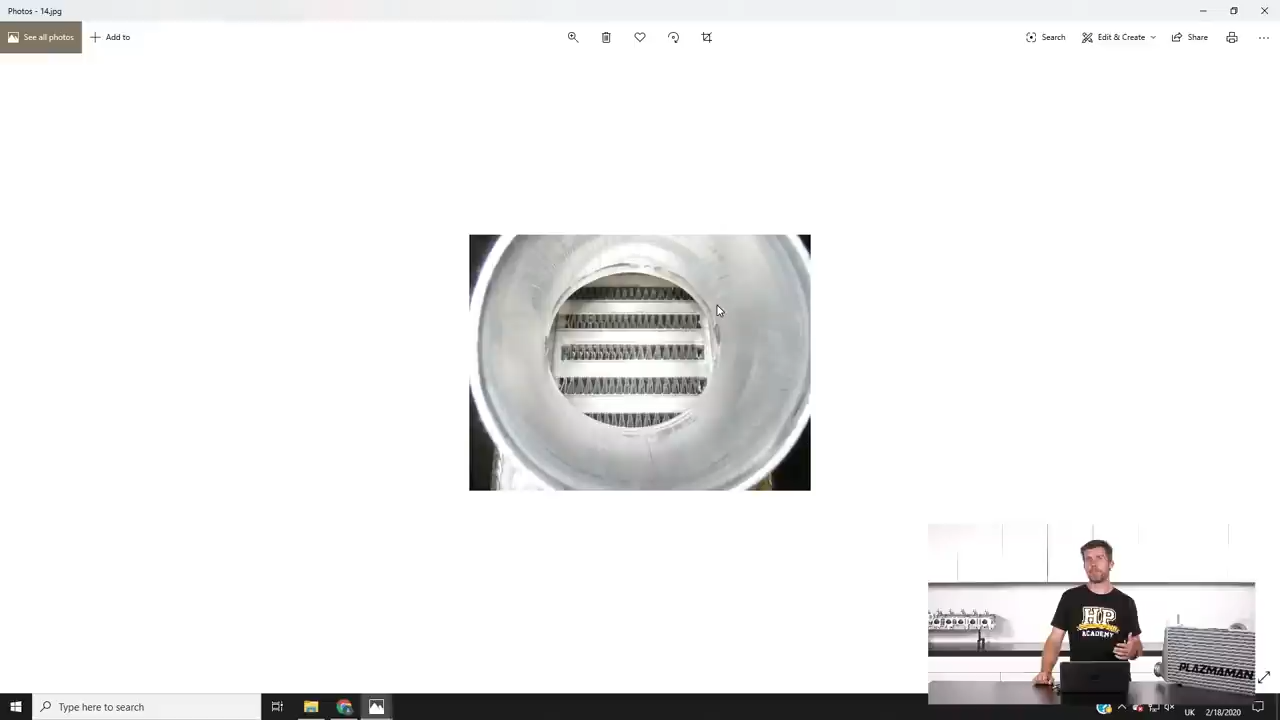 Photos - 14.jpg
See all photos
Add to
Search
Edit & Create
Share
HP
ACADEMY
PLAZMAMAN
Type here to search
UK
2/18/2020